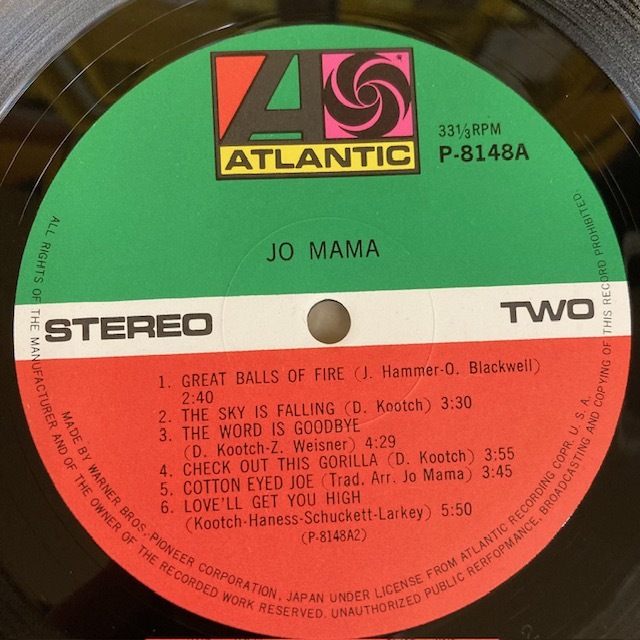 ATLANTIC
33⅓ RPM
P-8148A
JO MAMA
STEREO
TWO
1. GREAT BALLS OF FIRE (J. Hammer-O. Blackwell)
2:40
2. THE SKY IS FALLING (D. Kootch) 3:30
3. THE WORD IS GOODBYE
(D. Kootch-Z. Weisner) 4:29
4. CHECK OUT THIS GORILLA (D. Kootch) 3:55
5. COTTON EYED JOE (Trad. Arr. Jo Mama) 3:45
6. LOVE'LL GET YOU HIGH
(Kootch-Haness-Schuckett-Larkey) 5:50
(P-8148A2)
MADE BY WARNER BROS./PIONEER CORPORATION, JAPAN UNDER LICENSE FROM ATLANTIC RECORDING CORP. U. S. A.
ALL RIGHTS OF THE MANUFACTURER AND OF THE OWNER OF THE RECORDED WORK RESERVED. UNAUTHORIZED PUBLIC RERFOPMANCE, BROADCASTING AND COPYING OF THIS RECORD PROHIBITED.